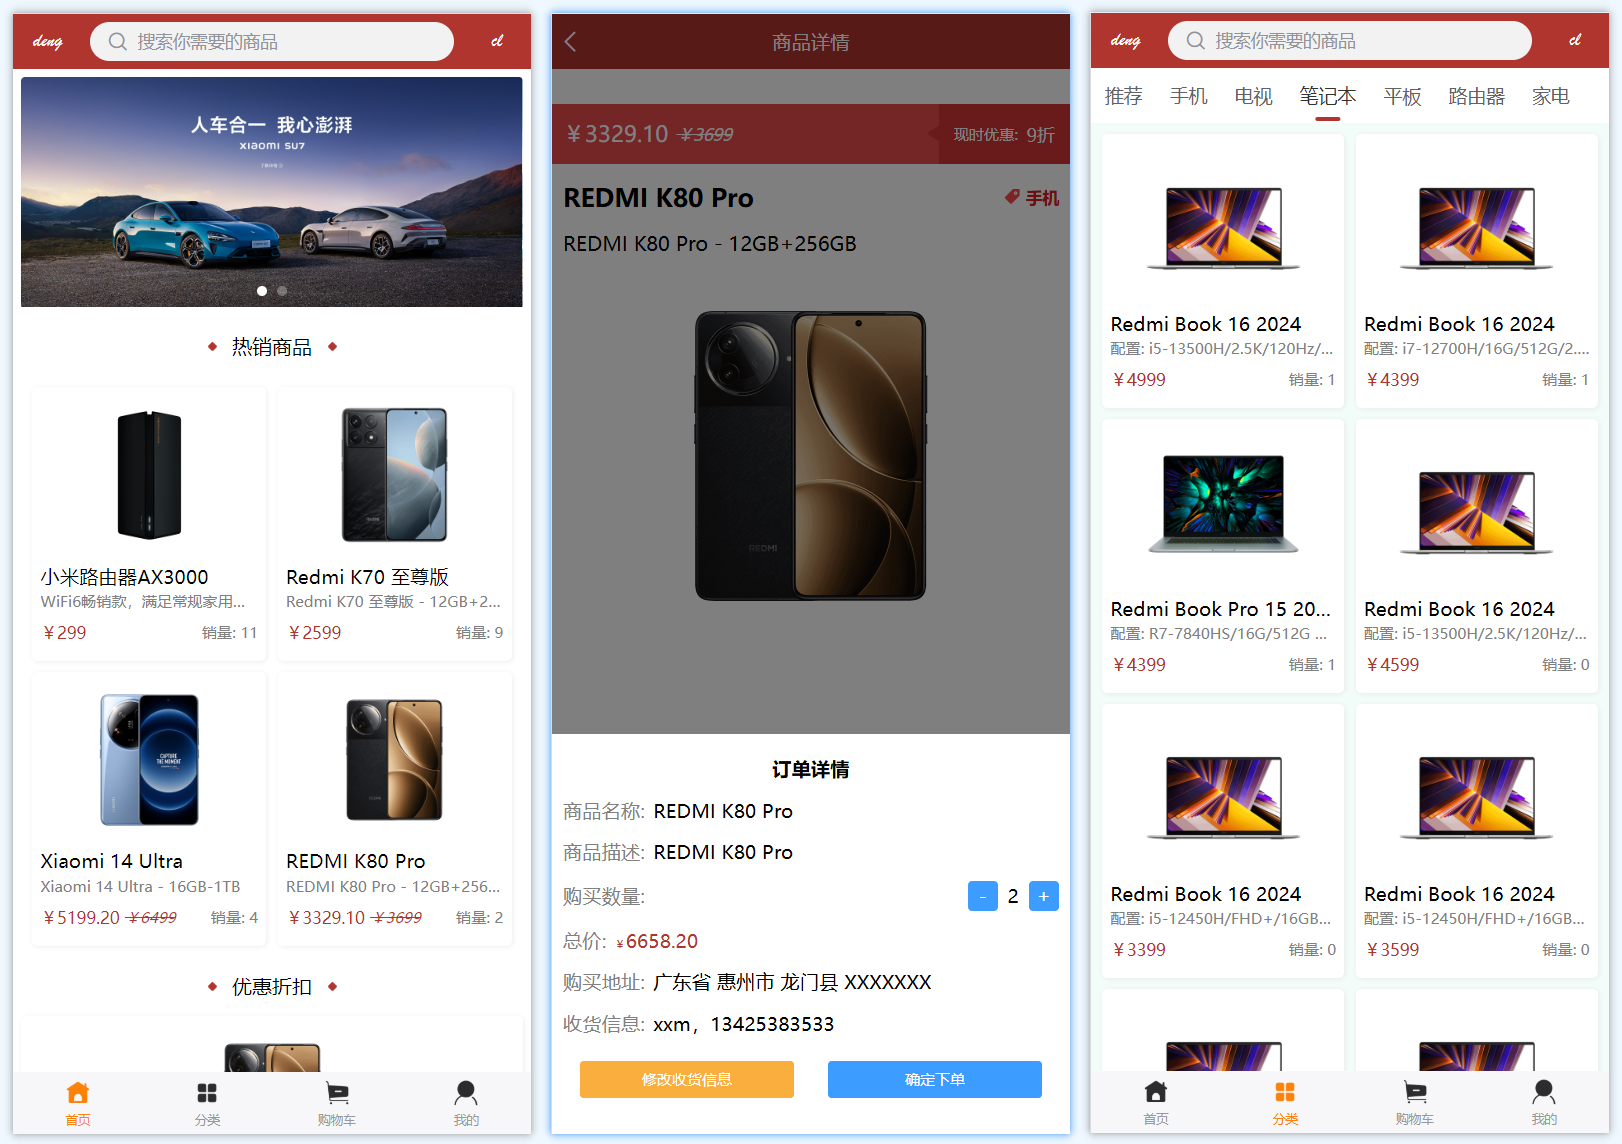 deng
搜索你需要的商品
cl
人车合一 我心澎湃
xiaomi SU7
热销商品
小米路由器AX3000
WiFi6畅销款，满足常规家用...
￥299
销量: 11
Redmi K70 至尊版
Redmi K70 至尊版 - 12GB+2...
￥2599
销量: 9
CAPTURE
THE MOMENT
Xiaomi 14 Ultra
Xiaomi 14 Ultra - 16GB-1TB
￥5199.20 ￥6499
销量: 4
REDMI K80 Pro
REDMI K80 Pro - 12GB+256...
￥3329.10 ￥3699
销量: 2
优惠折扣
首页
分类
购物车
我的
商品详情
￥3329.10 ￥3699
现时优惠: 9折
REDMI K80 Pro
手机
REDMI K80 Pro - 12GB+256GB
REDMI
订单详情
商品名称: REDMI K80 Pro
商品描述: REDMI K80 Pro
购买数量:
- 2 +
总价: ￥6658.20
购买地址: 广东省 惠州市 龙门县 XXXXXXX
收货信息: xxm，13425383533
修改收货信息
确定下单
deng
搜索你需要的商品
cl
推荐 手机 电视 笔记本 平板 路由器 家电
Redmi Book 16 2024
配置: i5-13500H/2.5K/120Hz/...
￥4999
销量: 1
Redmi Book 16 2024
配置: i7-12700H/16G/512G/2....
￥4399
销量: 1
Redmi Book Pro 15 20...
配置: R7-7840HS/16G/512G ...
￥4399
销量: 1
Redmi Book 16 2024
配置: i5-13500H/2.5K/120Hz/...
￥4599
销量: 0
Redmi Book 16 2024
配置: i5-12450H/FHD+/16GB...
￥3399
销量: 0
Redmi Book 16 2024
配置: i5-12450H/FHD+/16GB...
￥3599
销量: 0
首页
分类
购物车
我的